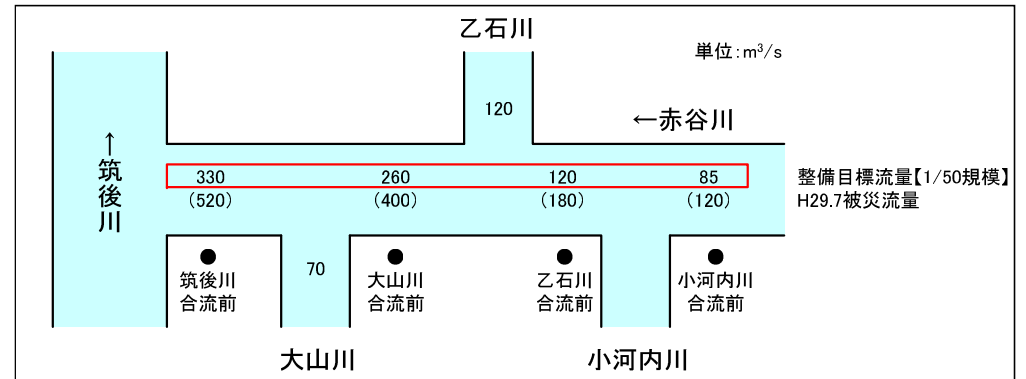 乙石川
単位:m³/s
120
←赤谷川
↑筑後川
330 260 120 85
整備目標流量【1/50規模】
(520) (400) (180) (120)
H29.7被災流量
70
筑後川
合流前
大山川
合流前
乙石川
合流前
小河内川
合流前
大山川
小河内川